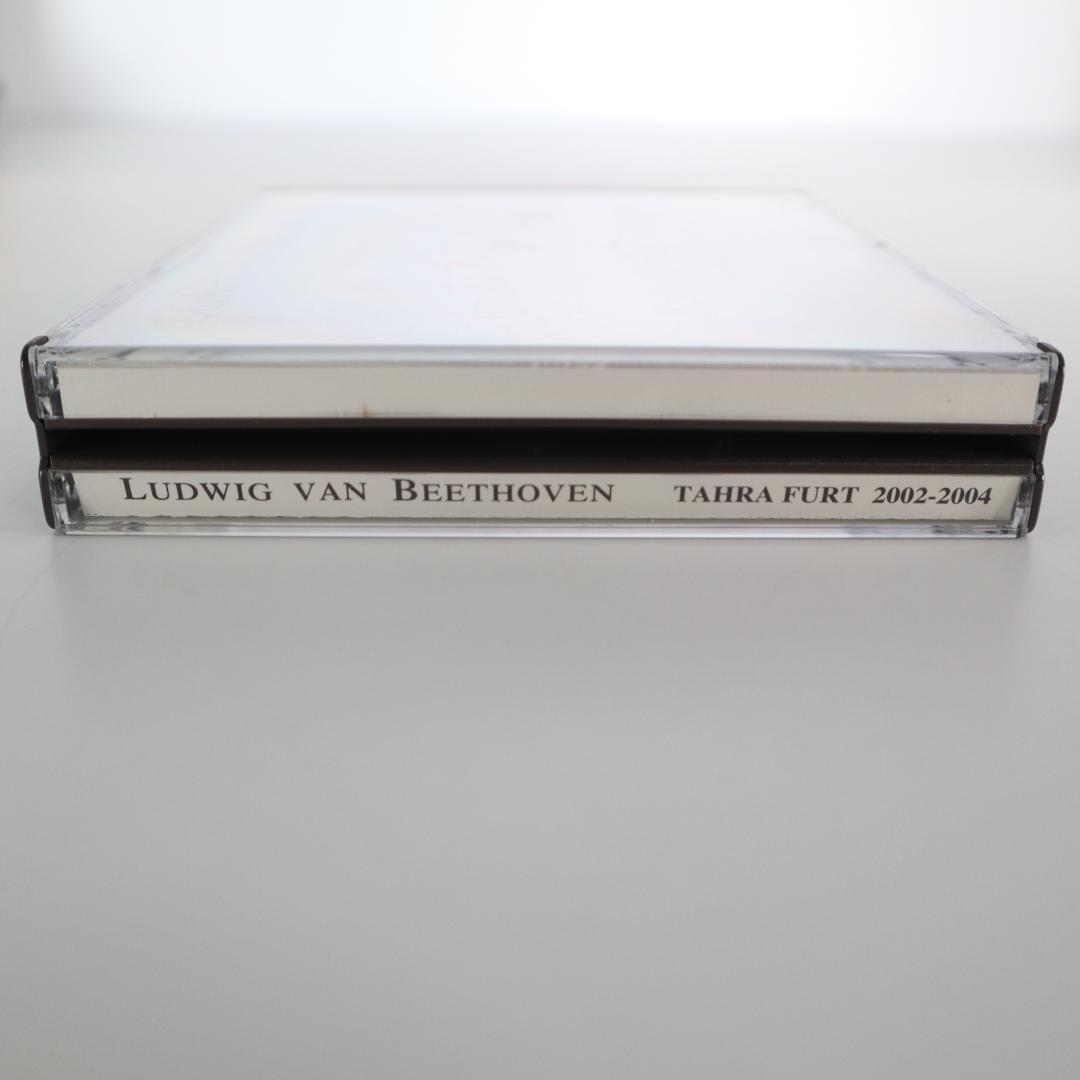 LUDWIG VAN BEETHOVEN TAHRA FURT 2002-2004